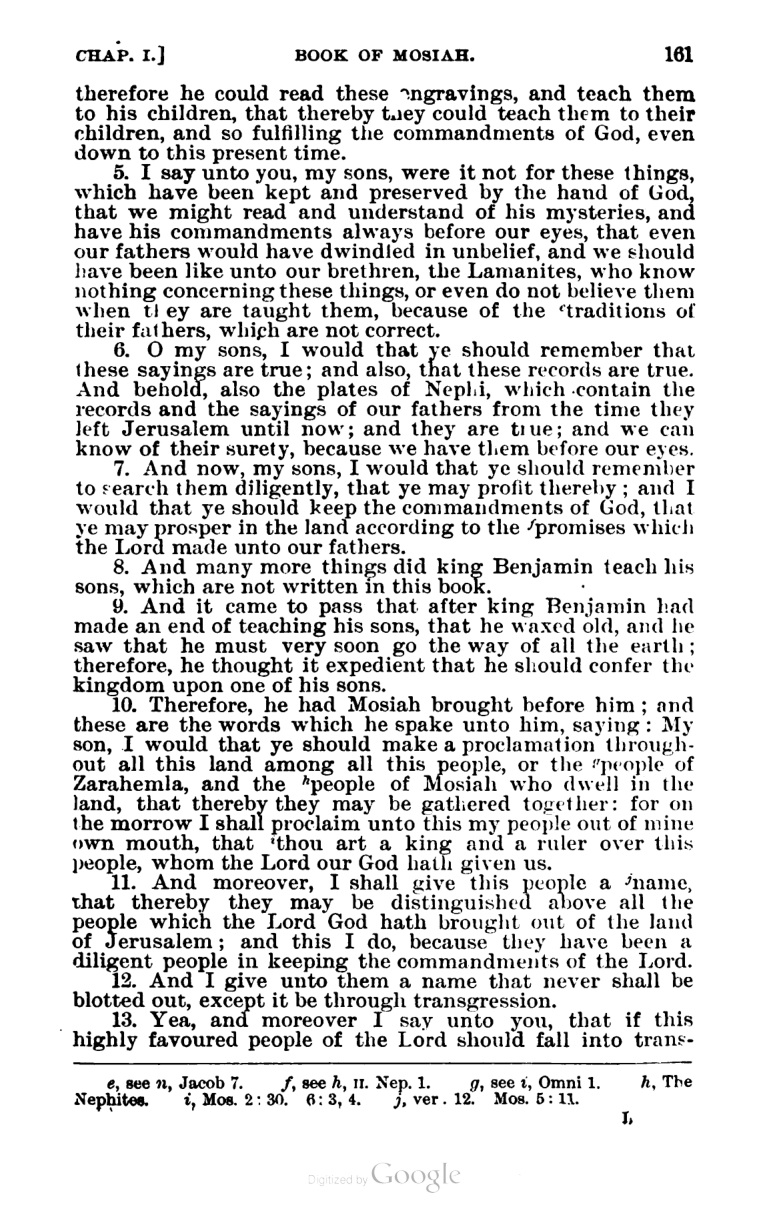 CHAP. I.] BOOK OF MOSIAH. 161
therefore he could read these engravings, and teach them
to his children, that thereby they could teach them to their
children, and so fulfilling the commandments of God, even
down to this present time.
5. I say unto you, my sons, were it not for these things,
which have been kept and preserved by the hand of God,
that we might read and understand of his mysteries, and
have his commandments always before our eyes, that even
our fathers would have dwindled in unbelief, and we should
have been like unto our brethren, the Lamanites, who know
nothing concerning these things, or even do not believe them
when they are taught them, because of the ᵉtraditions of
their fathers, which are not correct.
6. O my sons, I would that ye should remember that
these sayings are true; and also, that these records are true.
And behold, also the plates of Nephi, which contain the
records and the sayings of our fathers from the time they
left Jerusalem until now; and they are true; and we can
know of their surety, because we have them before our eyes.
7. And now, my sons, I would that ye should remember
to search them diligently, that ye may profit thereby; and I
would that ye should keep the commandments of God, that
ye may prosper in the land according to the ᶠpromises which
the Lord made unto our fathers.
8. And many more things did king Benjamin teach his
sons, which are not written in this book.
9. And it came to pass that after king Benjamin had
made an end of teaching his sons, that he waxed old, and he
saw that he must very soon go the way of all the earth;
therefore, he thought it expedient that he should confer the
kingdom upon one of his sons.
10. Therefore, he had Mosiah brought before him; and
these are the words which he spake unto him, saying: My
son, I would that ye should make a proclamation through-
out all this land among all this people, or the ᵍpeople of
Zarahemla, and the ʰpeople of Mosiah who dwell in the
land, that thereby they may be gathered together: for on
the morrow I shall proclaim unto this my people out of mine
own mouth, that ⁱthou art a king and a ruler over this
people, whom the Lord our God hath given us.
11. And moreover, I shall give this people a ʲname,
that thereby they may be distinguished above all the
people which the Lord God hath brought out of the land
of Jerusalem; and this I do, because they have been a
diligent people in keeping the commandments of the Lord.
12. And I give unto them a name that never shall be
blotted out, except it be through transgression.
13. Yea, and moreover I say unto you, that if this
highly favoured people of the Lord should fall into trans-
e, see n, Jacob 7. f, see h, II. Nep. 1. g, see i, Omni 1. h, The
Nephites. i, Mos. 2: 30. 6: 3, 4. j, ver. 12. Mos. 5: 11.
L
Digitized by Google